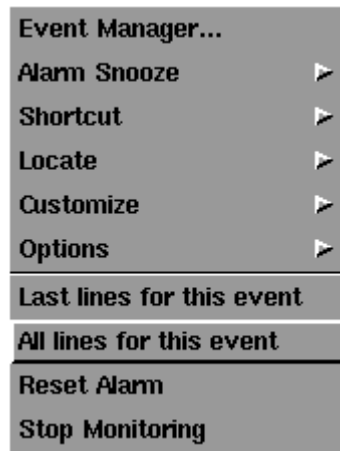 Event Manager...
Alarm Snooze
Shortcut
Locate
Customize
Options
Last lines for this event
All lines for this event
Reset Alarm
Stop Monitoring